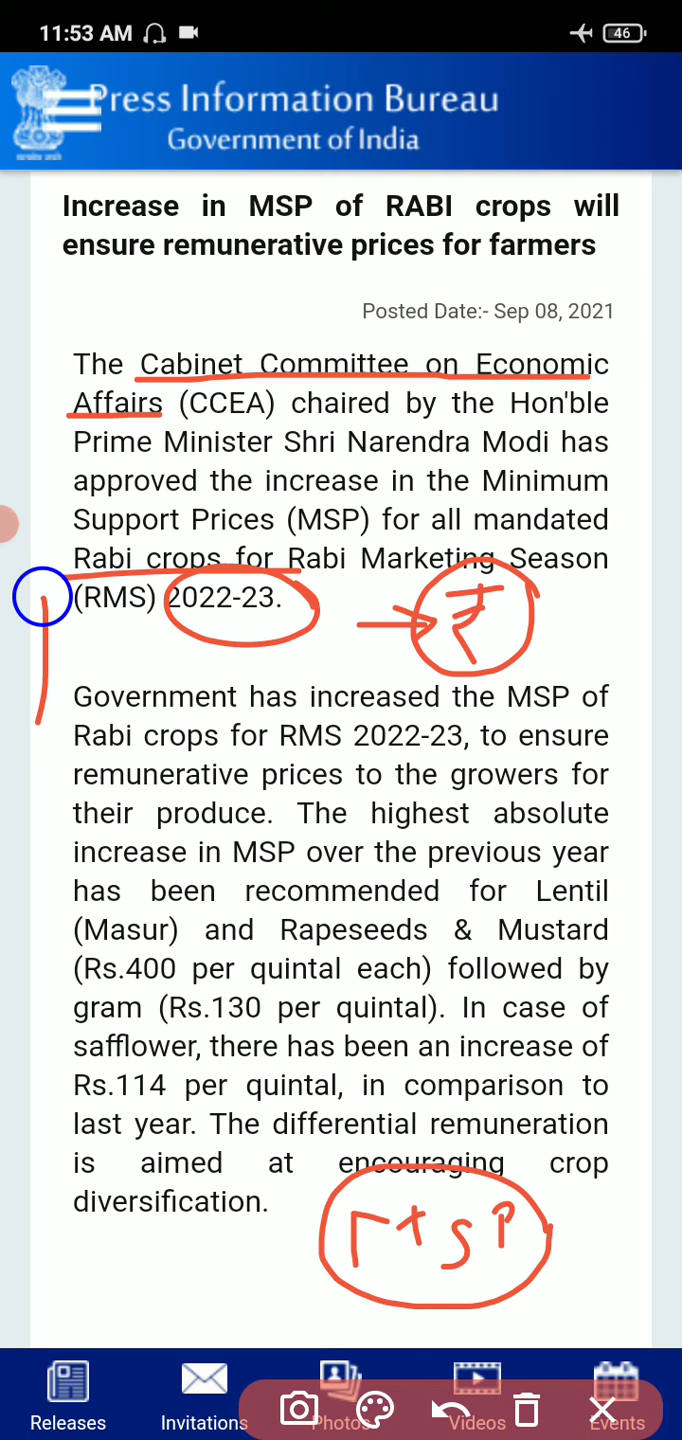 11:53 AM
46
Press Information Bureau
Government of India
Increase in MSP of RABI crops will
ensure remunerative prices for farmers
Posted Date:- Sep 08, 2021
The Cabinet Committee on Economic
Affairs (CCEA) chaired by the Hon'ble
Prime Minister Shri Narendra Modi has
approved the increase in the Minimum
Support Prices (MSP) for all mandated
Rabi crops for Rabi Marketing Season
(RMS) 2022-23.
₹
Government has increased the MSP of
Rabi crops for RMS 2022-23, to ensure
remunerative prices to the growers for
their produce. The highest absolute
increase in MSP over the previous year
has been recommended for Lentil
(Masur) and Rapeseeds & Mustard
(Rs.400 per quintal each) followed by
gram (Rs.130 per quintal). In case of
safflower, there has been an increase of
Rs.114 per quintal, in comparison to
last year. The differential remuneration
is aimed at encouraging crop
diversification.
Releases Invitations Photos Videos Events